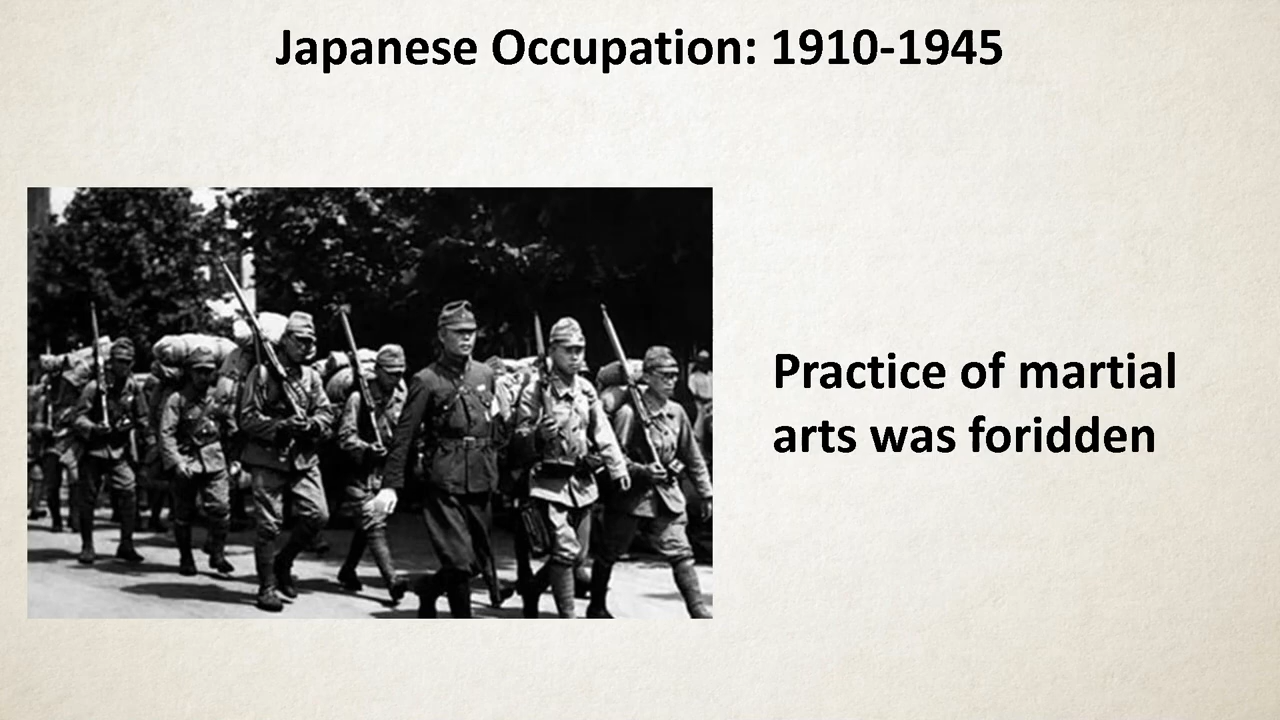 Japanese Occupation: 1910-1945
Practice of martial
arts was foridden